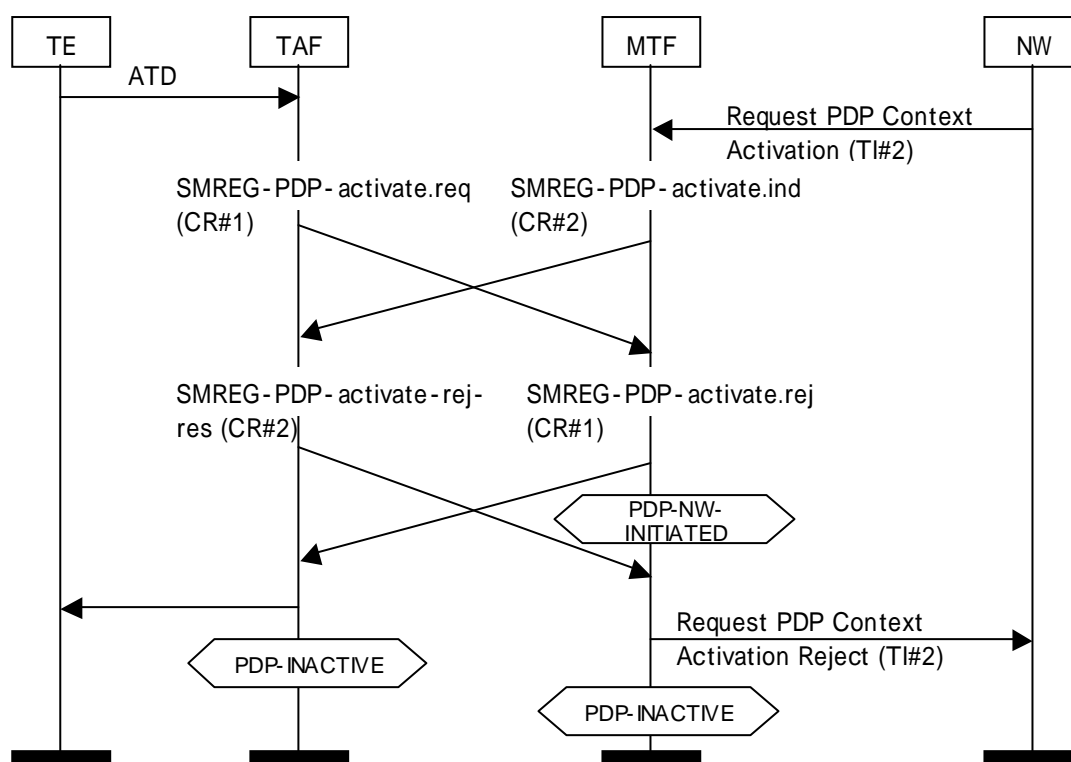 TE
TAF
MTF
NW
ATD
Request PDP Context
Activation (TI#2)
SMREG-PDP-activate.req
(CR#1)
SMREG-PDP-activate.ind
(CR#2)
SMREG-PDP-activate-rej-
res (CR#2)
SMREG-PDP-activate.rej
(CR#1)
PDP-NW-
INITIATED
Request PDP Context
Activation Reject (TI#2)
PDP-INACTIVE
PDP-INACTIVE